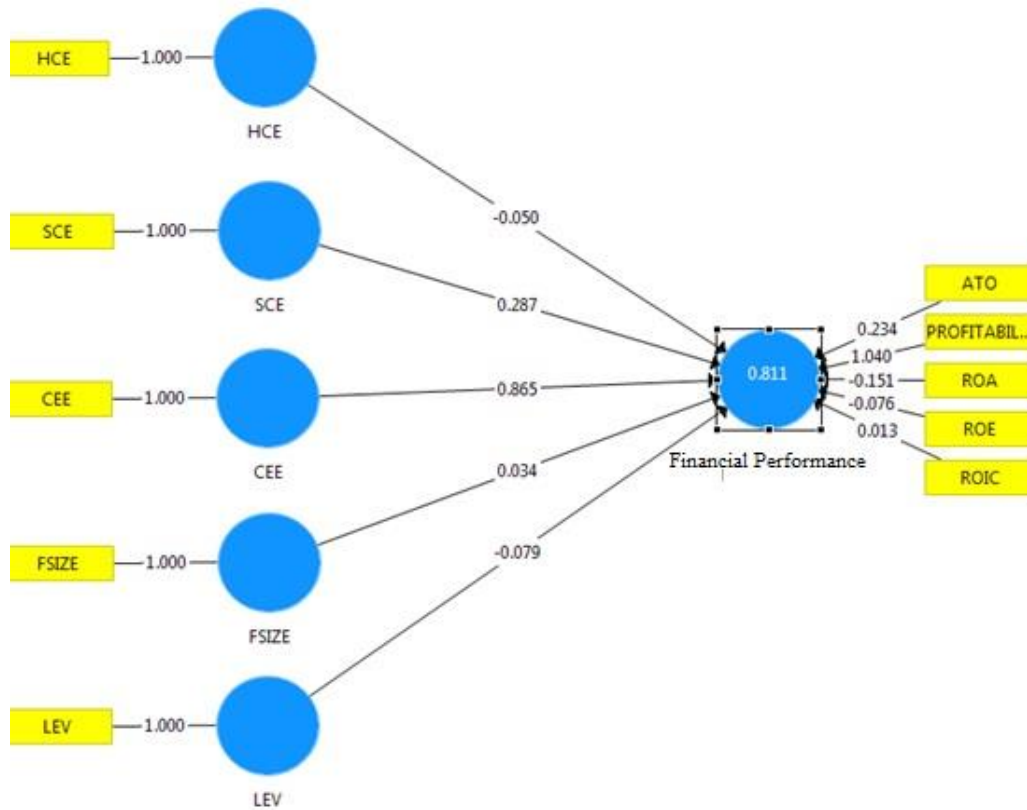 HCE
1.000
HCE
-0.050
SCE
1.000
SCE
0.287
CEE
1.000
CEE
0.865
FSIZE
1.000
FSIZE
0.034
LEV
1.000
LEV
-0.079
0.811
Financial Performance
0.234
ATO
1.040
PROFITABIL...
-0.151
ROA
-0.076
ROE
0.013
ROIC